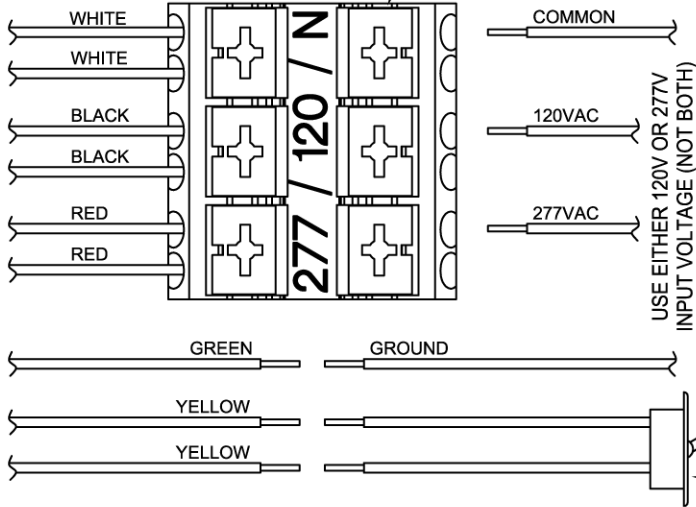 WHITE
WHITE
BLACK
BLACK
RED
RED
277 / 120 / N
COMMON
120VAC
277VAC
USE EITHER 120V OR 277V
INPUT VOLTAGE (NOT BOTH)
GREEN
GROUND
YELLOW
YELLOW